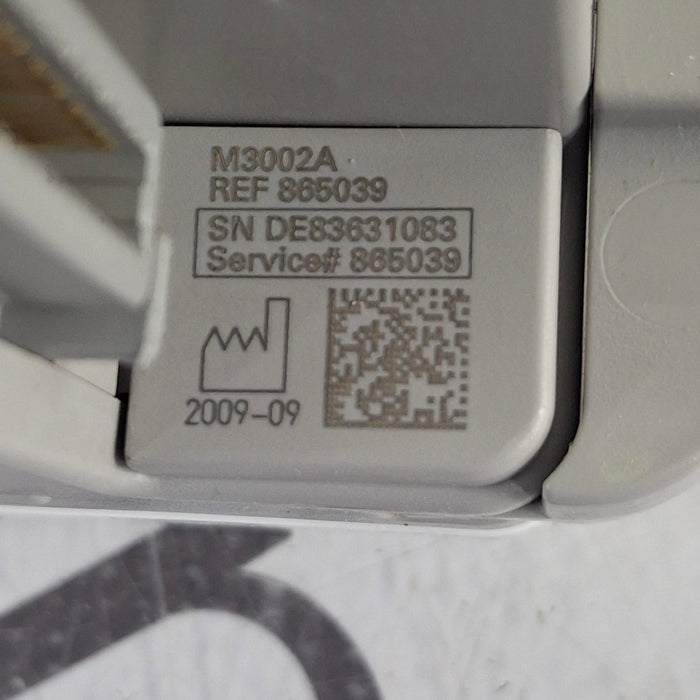 M3002A
REF 865039
SN DE83631083
Service# 865039
2009-09